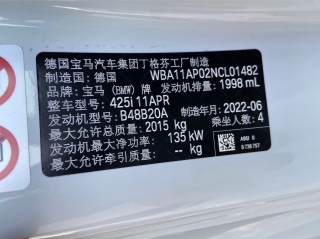 德国宝马汽车集团丁格芬工厂制造
制造国: 德国 WBA11AP02NCL01482
品牌: 宝马 (BMW) 牌 发动机排量: 1998 mL
整车型号: 425i 11APR
发动机型号: B48B20A 制造年月: 2022-06
最大允许总质量: 2015 kg 乘坐人数: 4
发动机最大净功率: 135 kW
最大允许牵引质量: -- kg